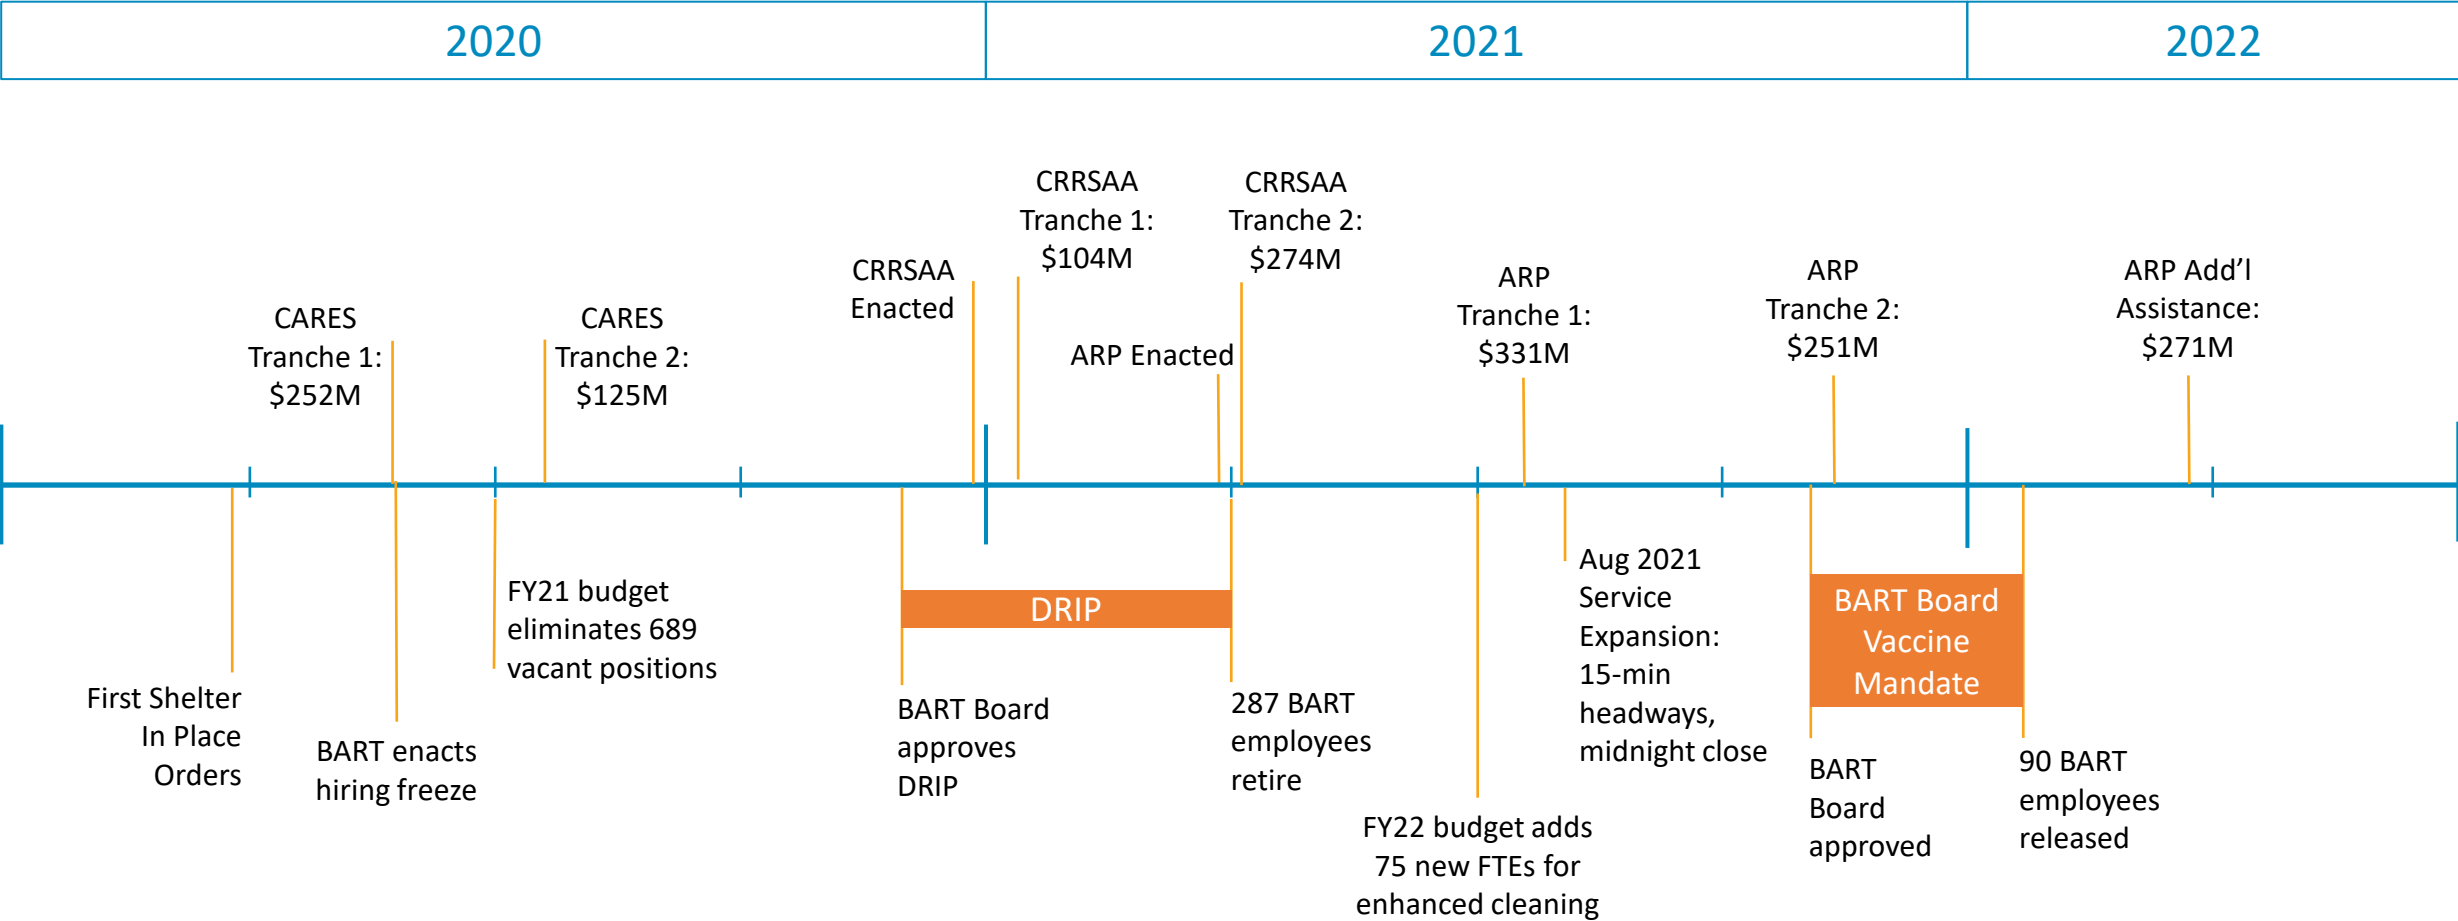 2020
2021
2022
CRRSAA
Tranche 1:
$104M
CRRSAA
Tranche 2:
$274M
CRRSAA
Enacted
ARP
Tranche 1:
$331M
ARP
Tranche 2:
$251M
ARP Add’l
Assistance:
$271M
CARES
Tranche 1:
$252M
CARES
Tranche 2:
$125M
ARP Enacted
First Shelter
In Place
Orders
BART enacts
hiring freeze
FY21 budget
eliminates 689
vacant positions
DRIP
BART Board
approves
DRIP
287 BART
employees
retire
FY22 budget adds
75 new FTEs for
enhanced cleaning
Aug 2021
Service
Expansion:
15-min
headways,
midnight close
BART Board
Vaccine
Mandate
BART
Board
approved
90 BART
employees
released